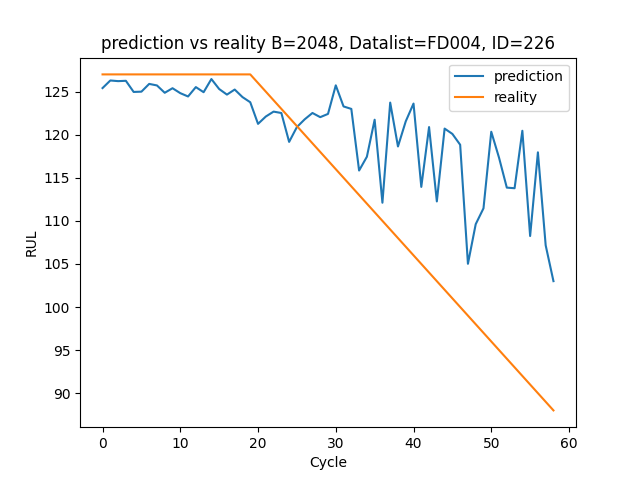 prediction vs reality B=2048, Datalist=FD004, ID=226
prediction
reality
RUL
125
120
115
110
105
100
95
90
0 10 20 30 40 50 60
Cycle